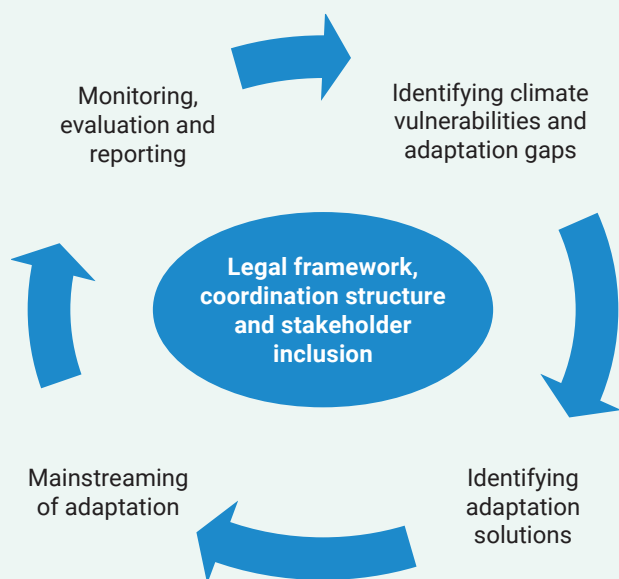 Monitoring,
evaluation and
reporting
Identifying climate
vulnerabilities and
adaptation gaps
Legal framework,
coordination structure
and stakeholder
inclusion
Mainstreaming
of adaptation
Identifying
adaptation
solutions